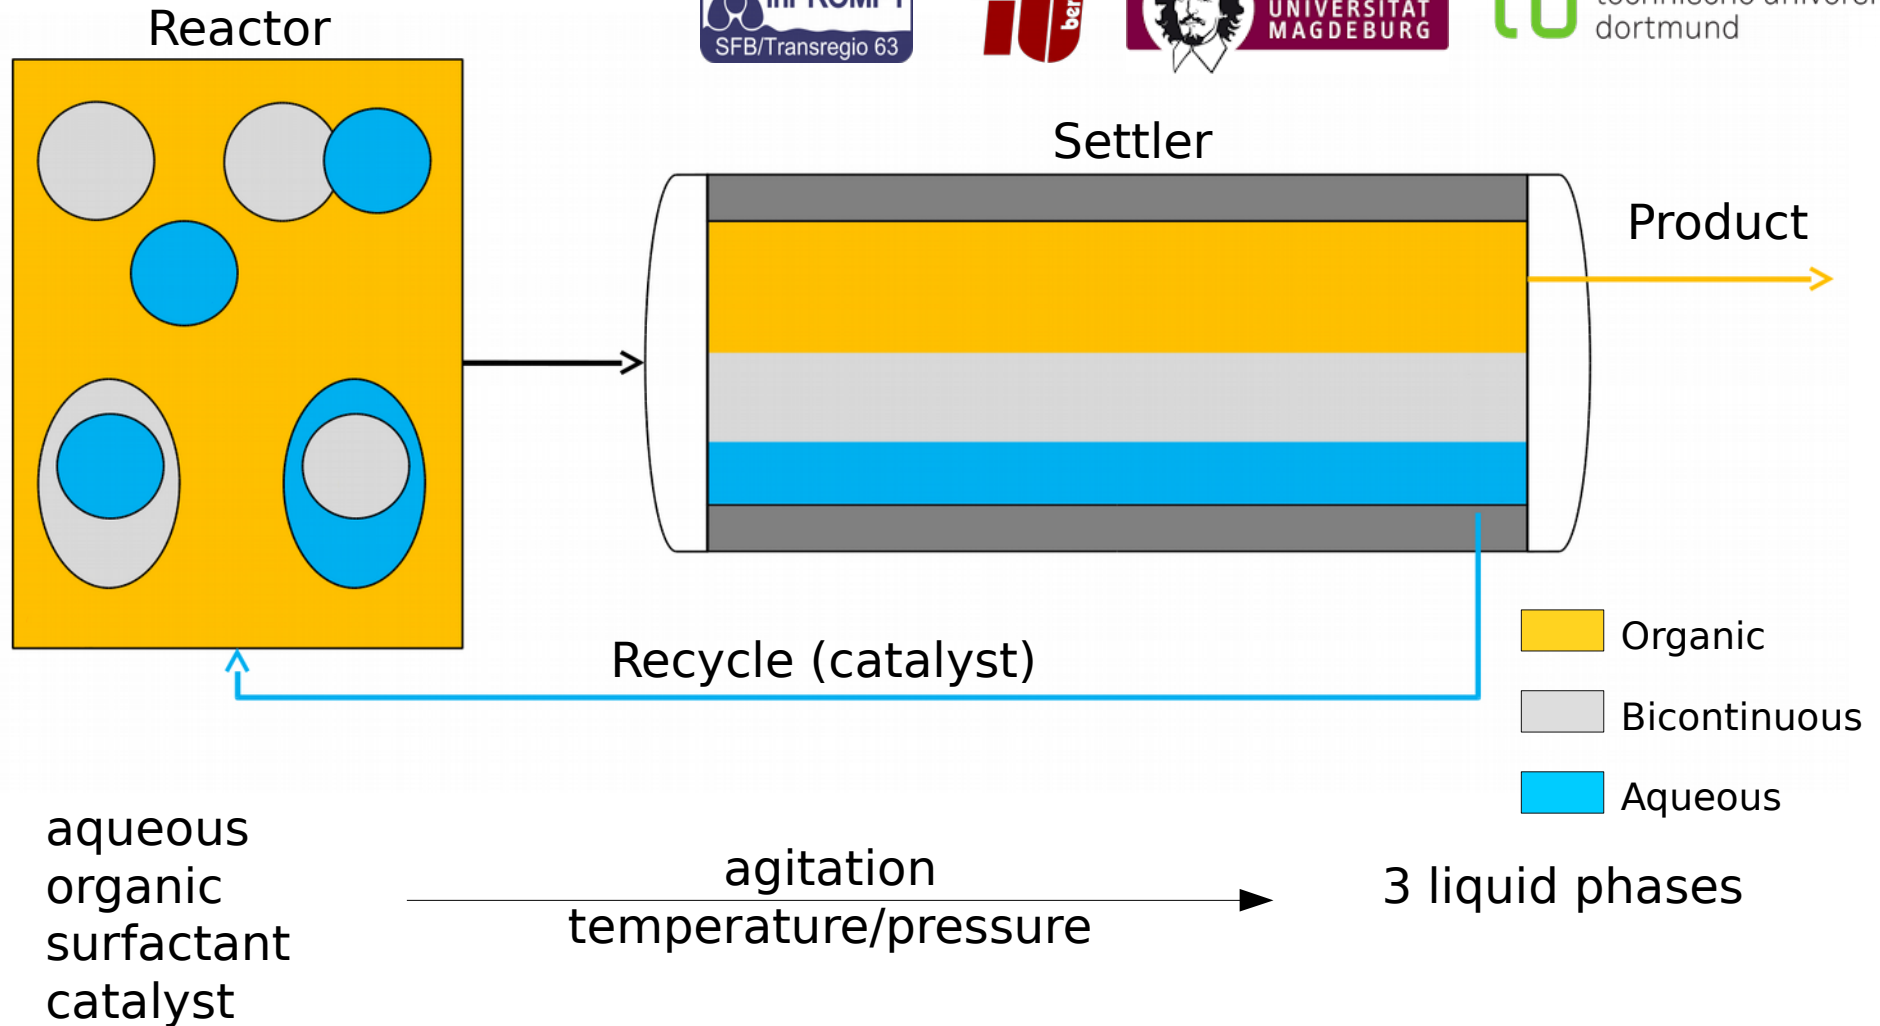 Reactor
SFB/Transregio 63
ber
UNIVERSITÄT
MAGDEBURG
dortmund
Settler
Product
Recycle (catalyst)
Organic
Bicontinuous
Aqueous
aqueous
organic
surfactant
catalyst
agitation
temperature/pressure
3 liquid phases